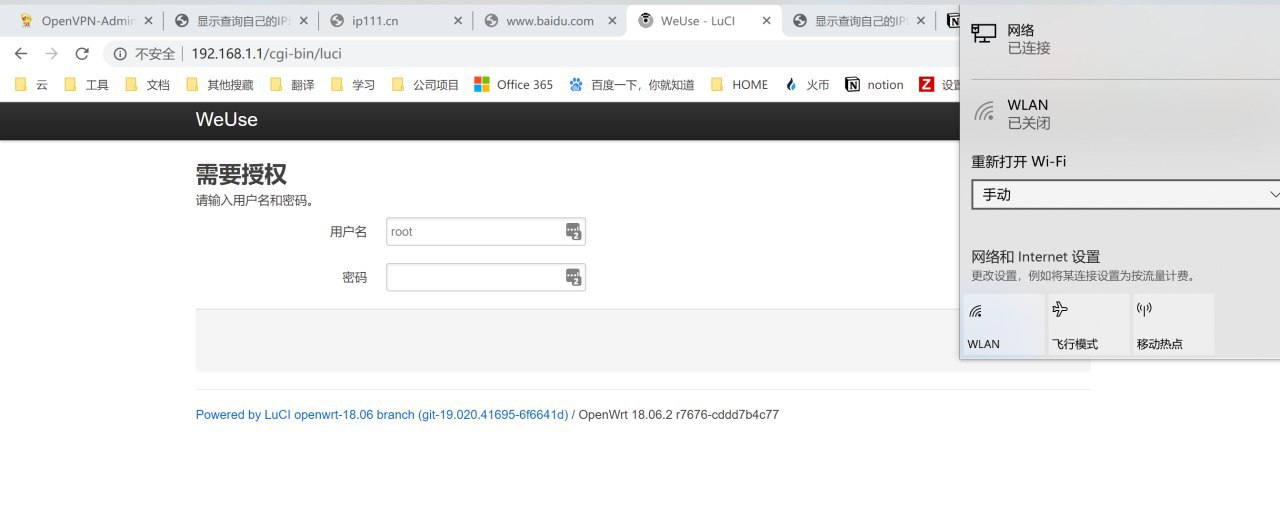 OpenVPN-Admin
显示查询自己的IP
ip111.cn
www.baidu.com
WeUse - LuCI
显示查询自己的IP
不安全
192.168.1.1/cgi-bin/luci
云
工具
文档
其他搜藏
翻译
学习
公司项目
Office 365
百度一下，你就知道
HOME
火币
notion
设置
WeUse
需要授权
请输入用户名和密码。
用户名
root
密码
Powered by LuCI openwrt-18.06 branch (git-19.020.41695-6f6641d) / OpenWrt 18.06.2 r7676-cddd7b4c77
网络
已连接
WLAN
已关闭
重新打开 Wi-Fi
手动
网络和 Internet 设置
更改设置，例如将某连接设置为按流量计费。
WLAN
飞行模式
移动热点